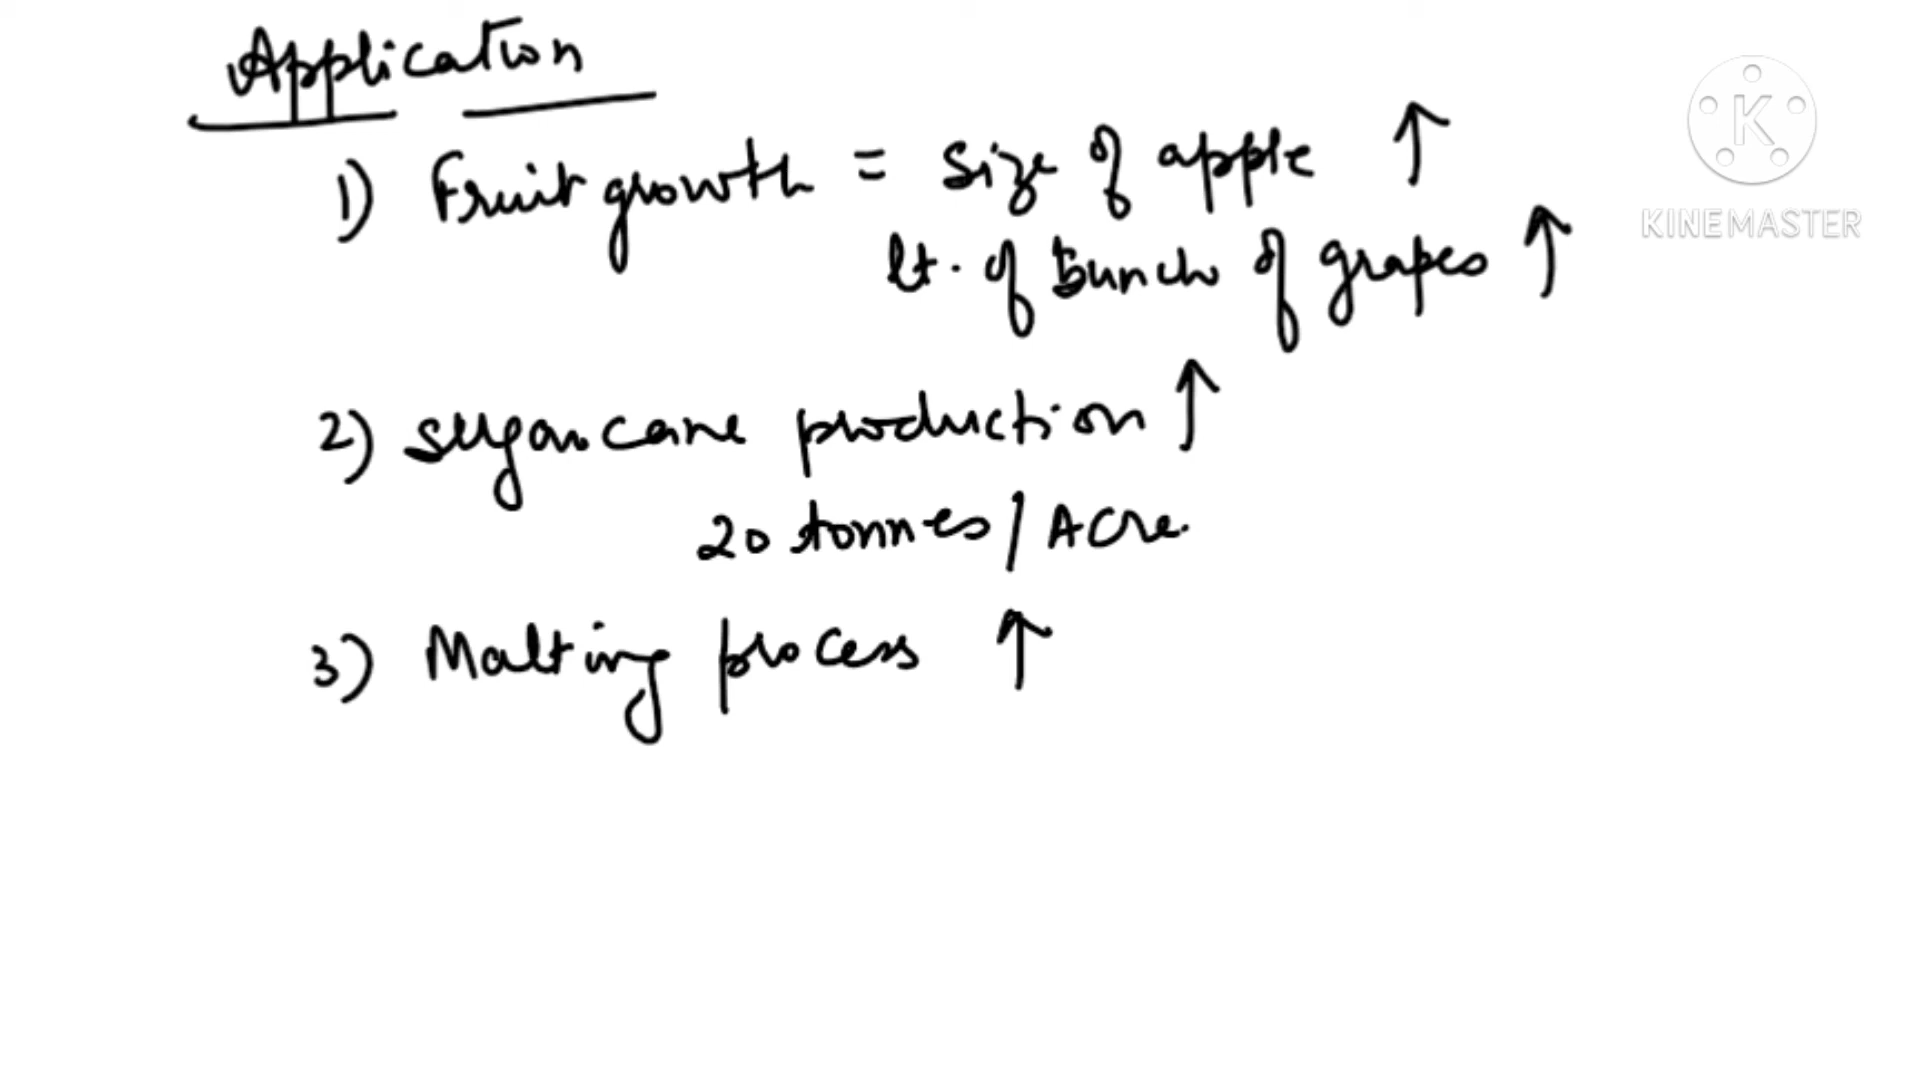 Application
1) Fruit growth = Size of apple ↑
lt. of bunch of grapes ↑
2) sugarcane production ↑
20 tonnes / Acre.
3) Malting process ↑
K
KINEMASTER